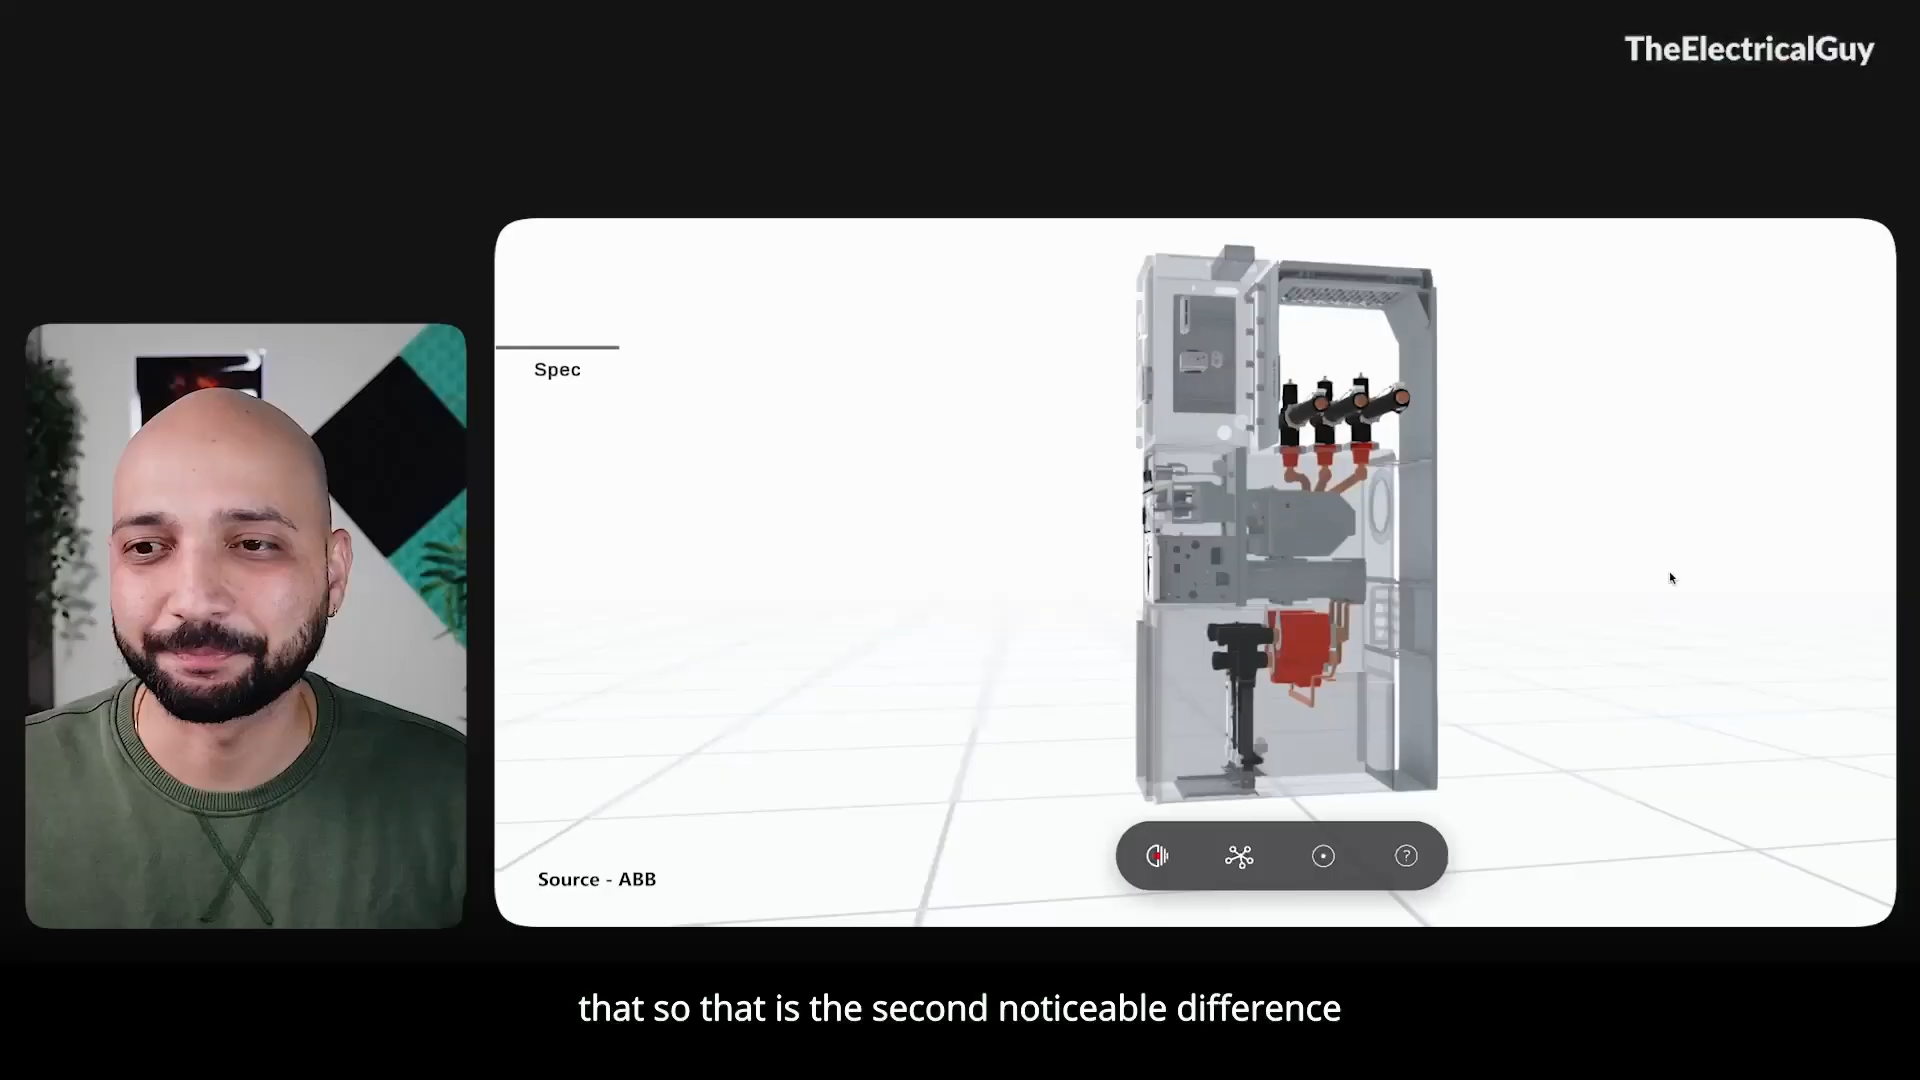 TheElectricalGuy
Spec
Source - ABB
that so that is the second noticeable difference